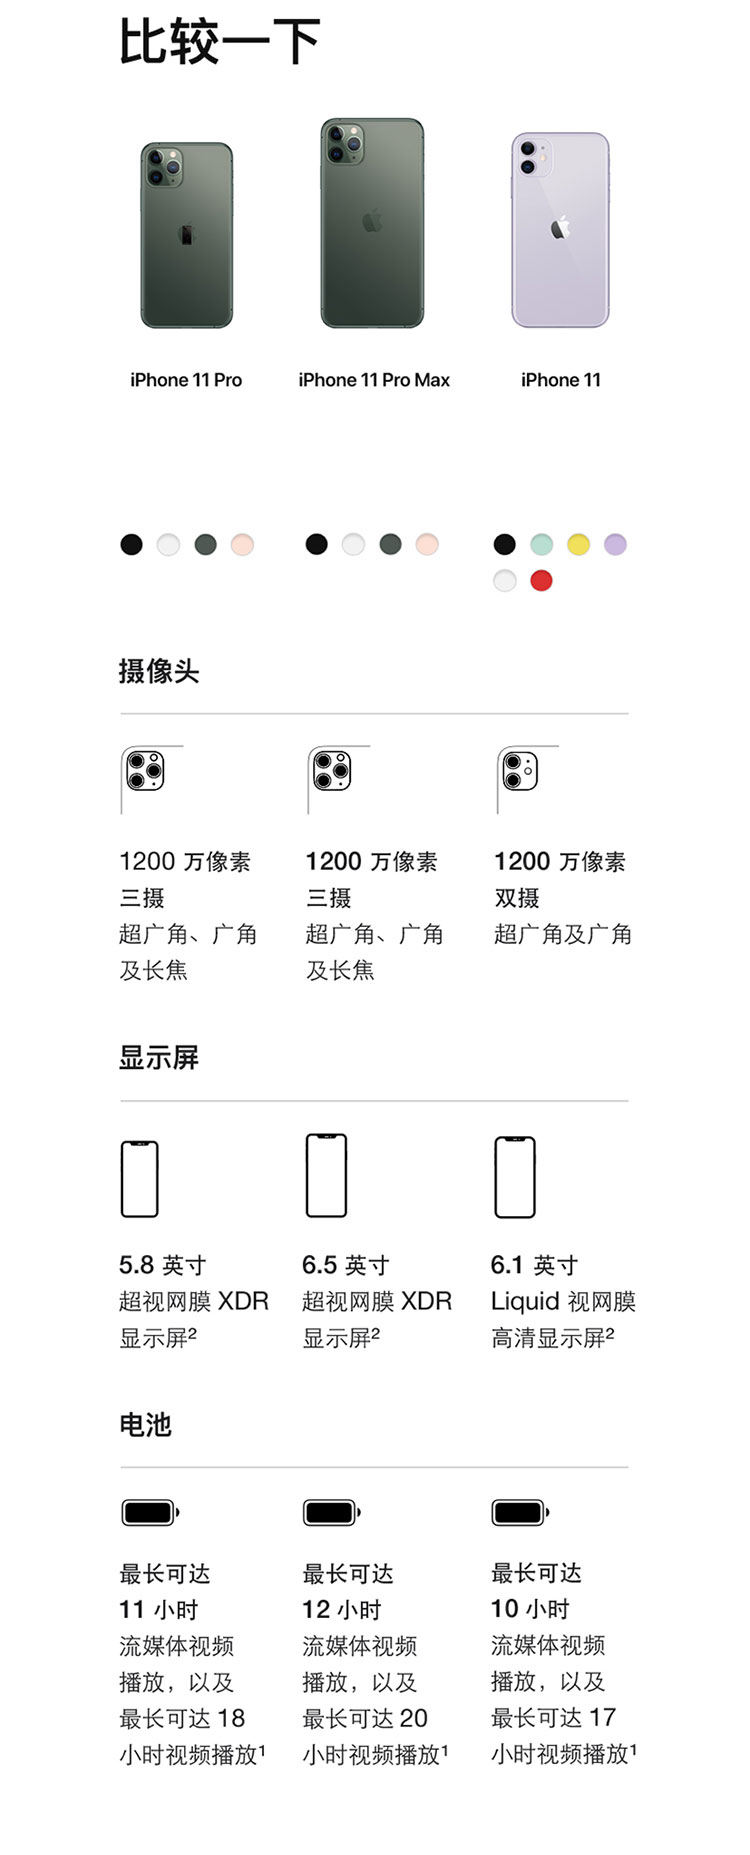 比较一下
iPhone 11 Pro
iPhone 11 Pro Max
iPhone 11
摄像头
1200 万像素
三摄
超广角、广角
及长焦
1200 万像素
三摄
超广角、广角
及长焦
1200 万像素
双摄
超广角及广角
显示屏
5.8 英寸
超视网膜 XDR
显示屏²
6.5 英寸
超视网膜 XDR
显示屏²
6.1 英寸
Liquid 视网膜
高清显示屏²
电池
最长可达
11 小时
流媒体视频
播放，以及
最长可达 18
小时视频播放¹
最长可达
12 小时
流媒体视频
播放，以及
最长可达 20
小时视频播放¹
最长可达
10 小时
流媒体视频
播放，以及
最长可达 17
小时视频播放¹